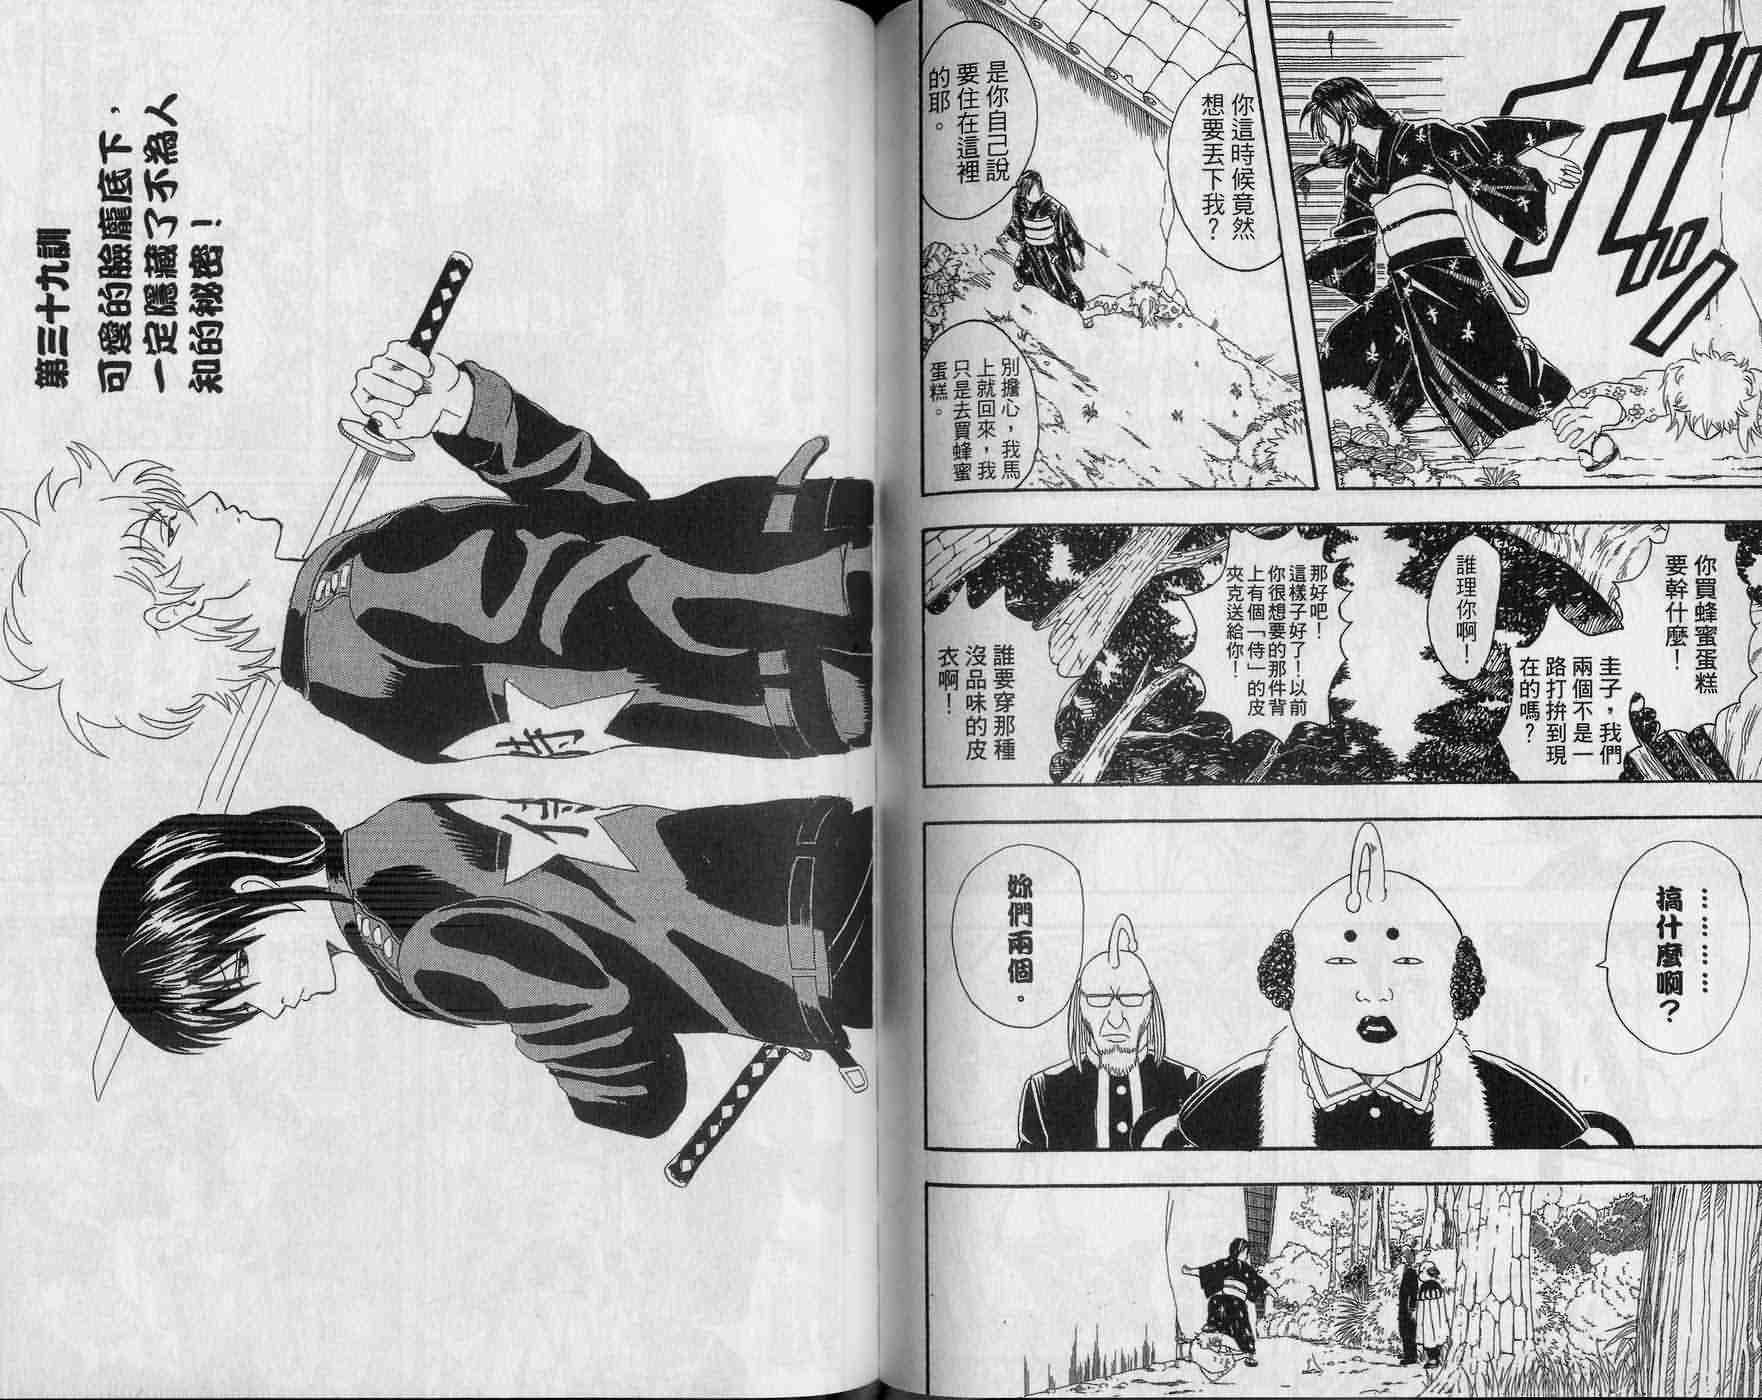 ガッ
你這時候竟然
想要丟下我?
是你自己說
要住在這裡
的耶。
別擔心,我馬
上就回來,我
只是去買蜂蜜
蛋糕。
你買蜂蜜蛋糕
要幹什麼!
圭子,我們
兩個不是一
路打拚到現
在的嗎?
誰理你啊!
那好吧!
這樣子好了!以前
你很想要的那件背
上有個「侍」的皮
夾克送給你!
誰要穿那種
沒品味的皮
衣啊!
…………
搞什麼啊?
妳們兩個。
第三十九訓
可愛的臉龐底下,
一定隱藏了不為人
知的秘密!
侍
侍